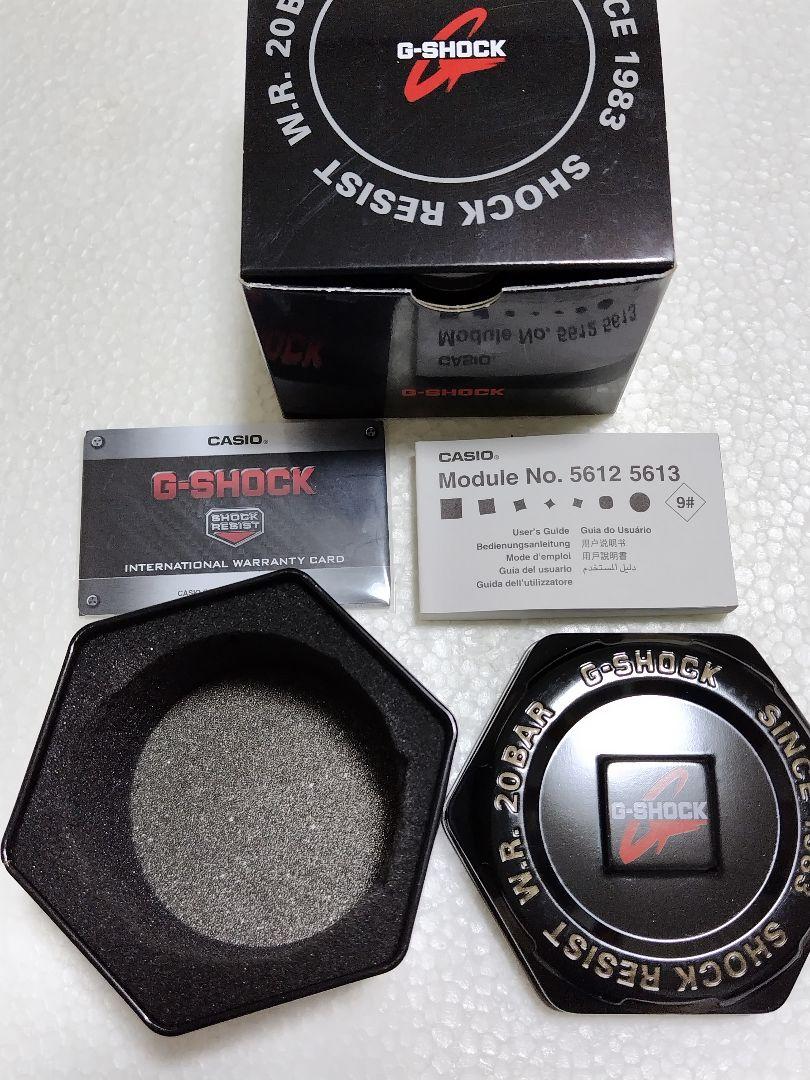 W.R. 20B
SINCE 1983
SHOCK RESIST
G-SHOCK
Module No. 5612 5613
CASIO
G-SHOCK
CASIO®
G-SHOCK
SHOCK
RESIST
INTERNATIONAL WARRANTY CARD
CASIO®
Module No. 5612 5613
9#
User's Guide Guia do Usuário
Bedienungsanleitung 用户说明书
Mode d'emploi 用戶說明書
Guía del usuario دليل المستخدم
Guida dell'utilizzatore
G-SHOCK
SINCE 1983
W.R. 20BAR
SHOCK RESIST
G-SHOCK